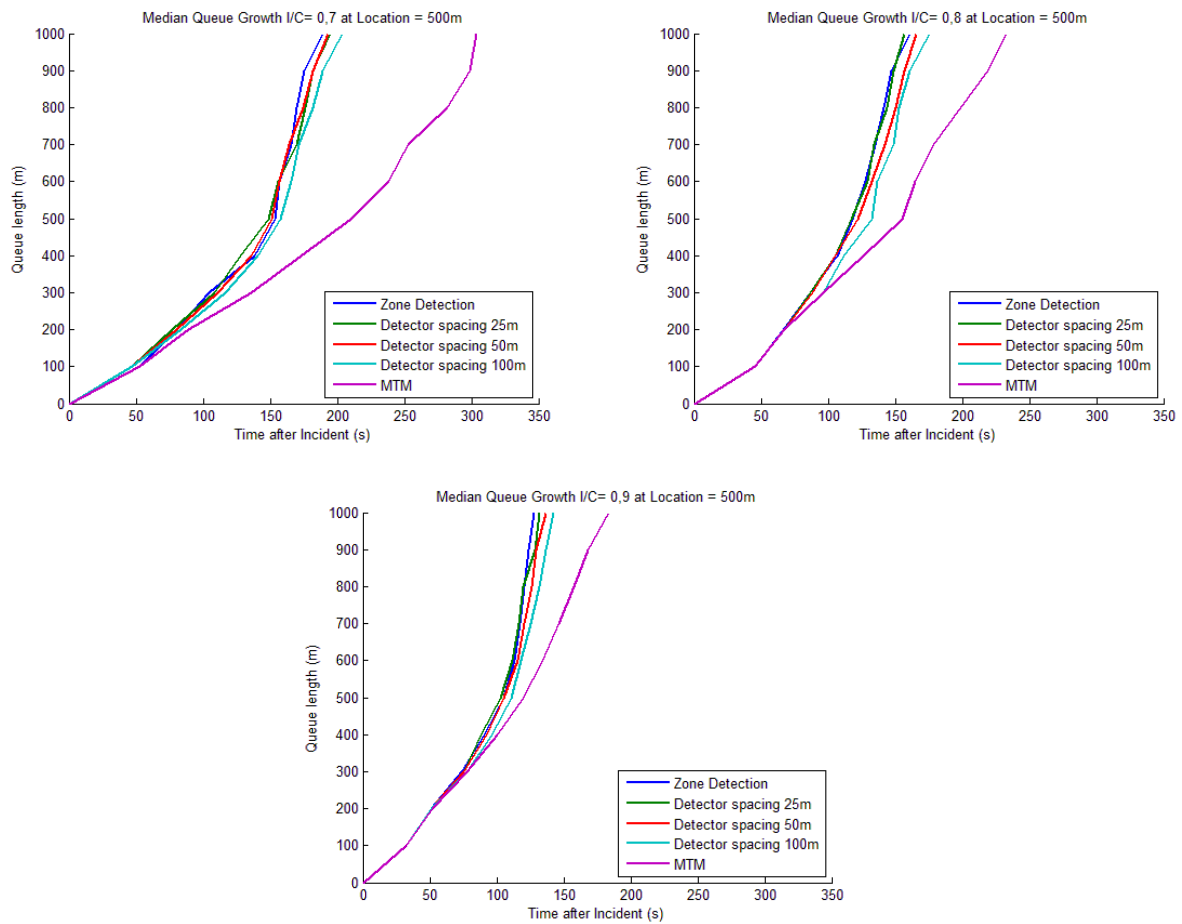 Median Queue Growth I/C= 0,7 at Location = 500m
1000
900
800
700
600
500
400
300
200
100
0
Queue length (m)
0 50 100 150 200 250 300 350
Time after Incident (s)
Zone Detection
Detector spacing 25m
Detector spacing 50m
Detector spacing 100m
MTM
Median Queue Growth I/C= 0,8 at Location = 500m
1000
900
800
700
600
500
400
300
200
100
0
Queue length (m)
0 50 100 150 200 250 300 350
Time after Incident (s)
Zone Detection
Detector spacing 25m
Detector spacing 50m
Detector spacing 100m
MTM
Median Queue Growth I/C= 0,9 at Location = 500m
1000
900
800
700
600
500
400
300
200
100
0
Queue length (m)
0 50 100 150 200 250 300 350
Time after Incident (s)
Zone Detection
Detector spacing 25m
Detector spacing 50m
Detector spacing 100m
MTM